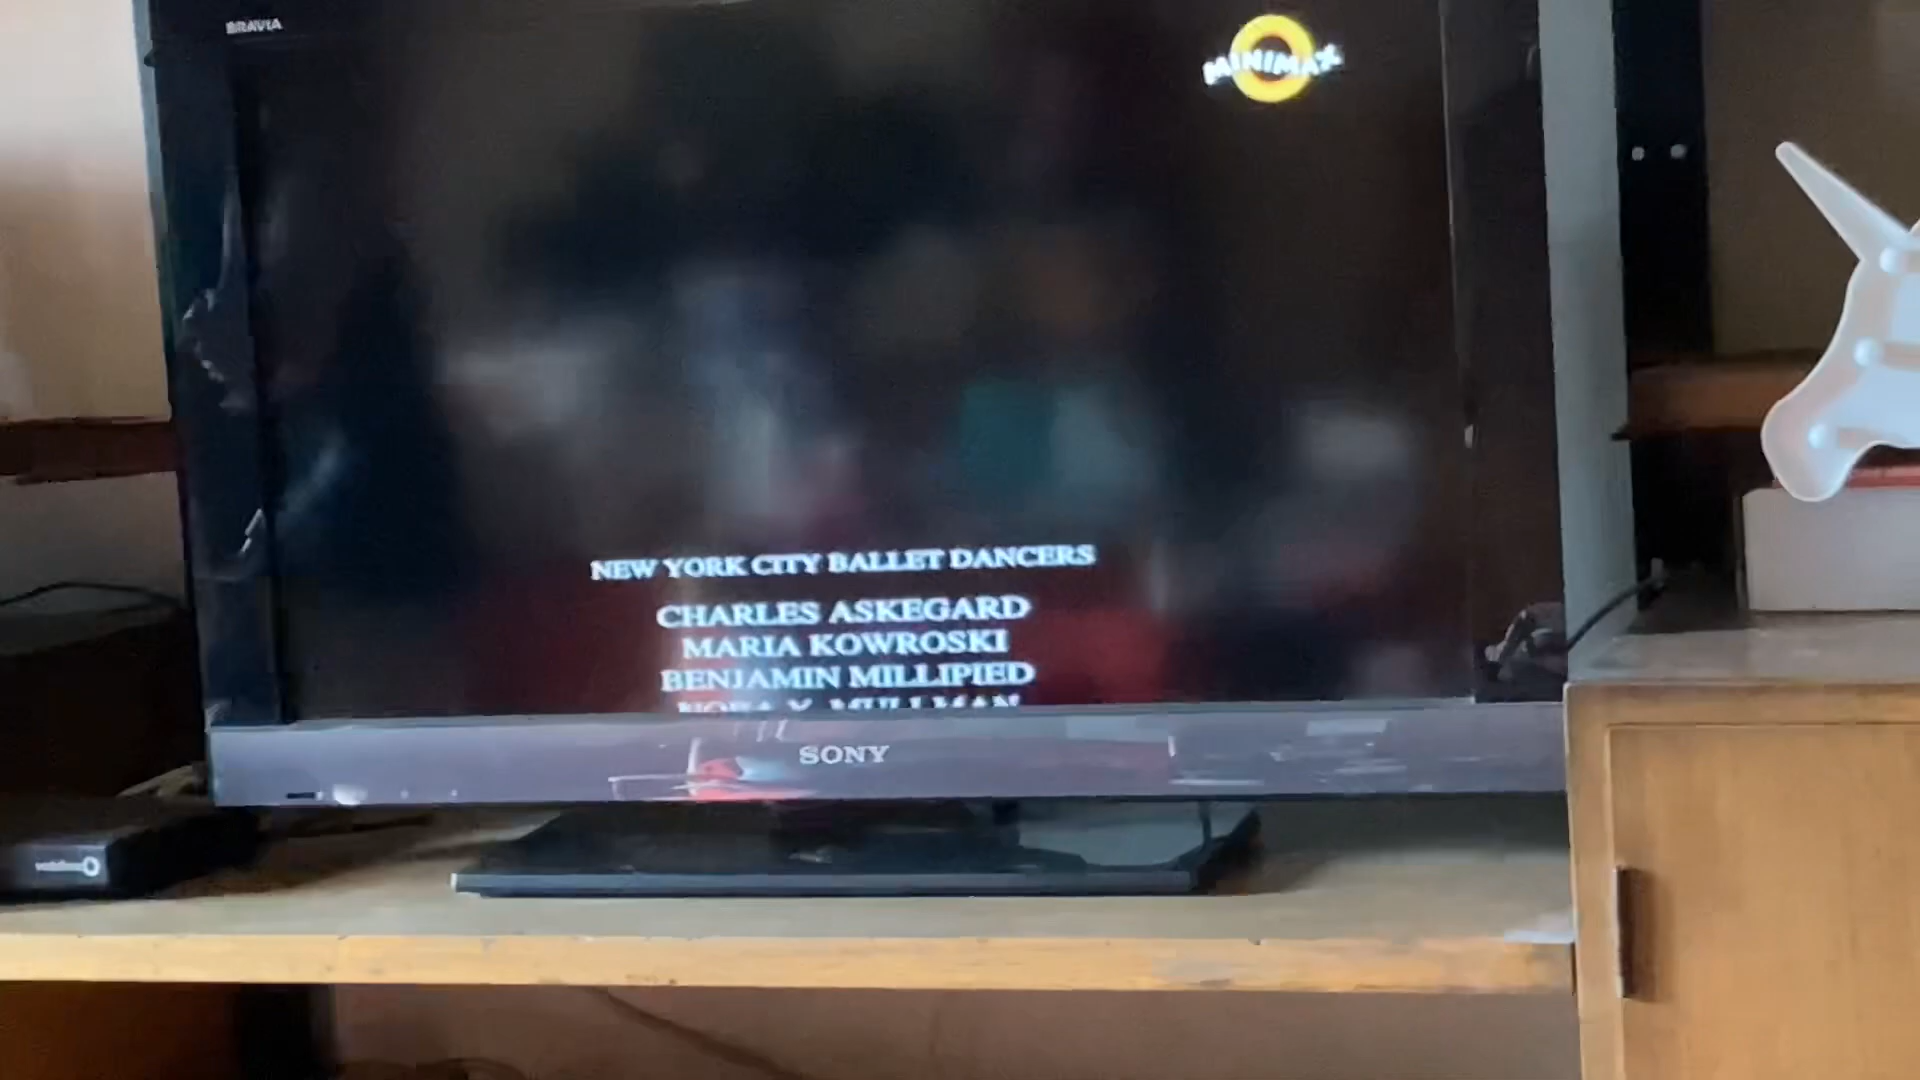 BRAVIA
MINIMAX
NEW YORK CITY BALLET DANCERS
CHARLES ASKEGARD
MARIA KOWROSKI
BENJAMIN MILLIPIED
SONY